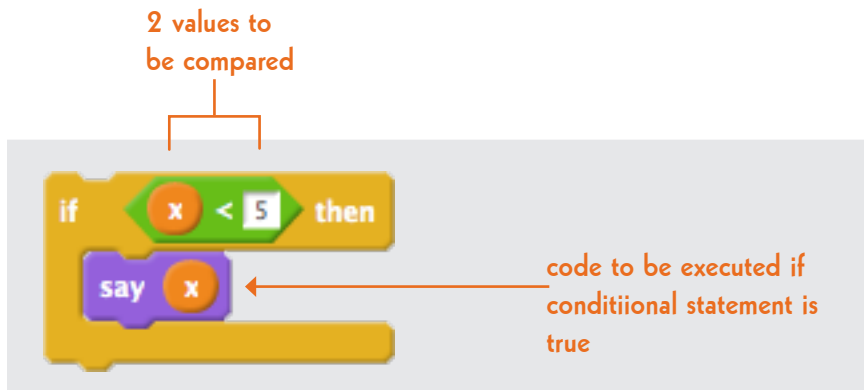 2 values to
be compared
if x < 5 then
say x
code to be executed if
conditiional statement is
true